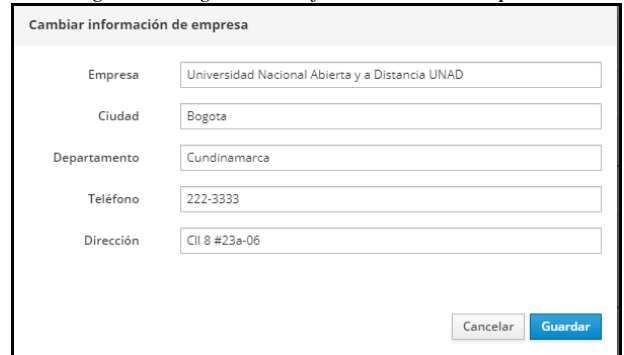 Cambiar información de empresa
Empresa Universidad Nacional Abierta y a Distancia UNAD
Ciudad Bogota
Departamento Cundinamarca
Teléfono 222-3333
Dirección Cll 8 #23a-06
Cancelar Guardar